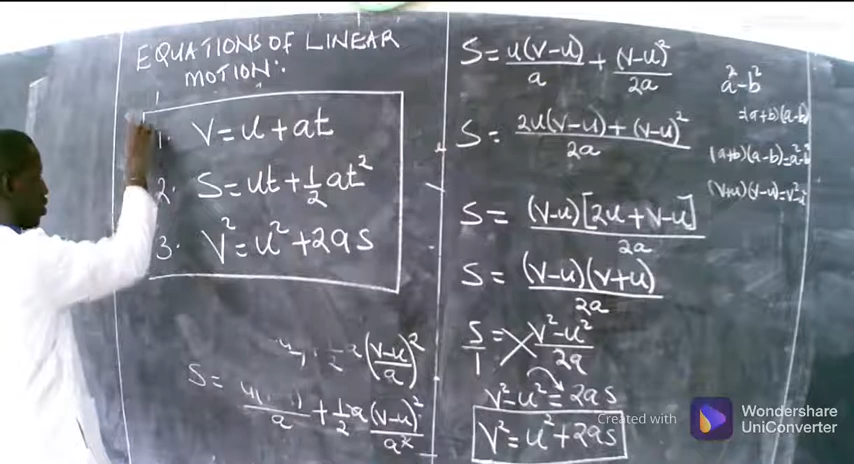 EQUATIONS OF LINEAR
MOTION:
1. V=u+at
2. S=ut+½at²
3. V²=u²+2as
a(V-u/a)²
S=
/a + ½a(V-u)²/aˣ
S= u(V-u)/a + (V-u)²/2a
S= 2u(V-u)+(V-u)²/2a
S= (V-u)[2u+V-u]/2a
S= (V-u)(V+u)/2a
S/1 = V²-u²/2a
V²-u²=2as
V²=u²+2as
a²-b²
=(a+b)(a-b)
(a+b)(a-b)=a²-b²
(V+u)(V-u)=V²-u²
Created with Wondershare UniConverter